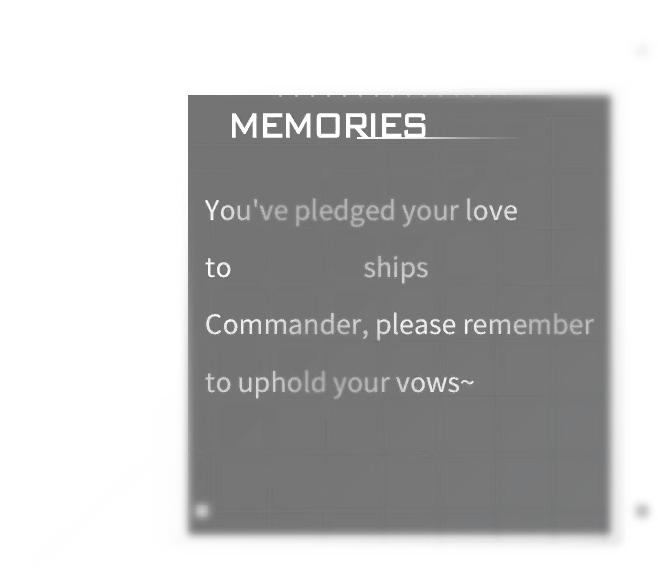 MEMORIES
You've pledged your love
to ships
Commander, please remember
to uphold your vows~